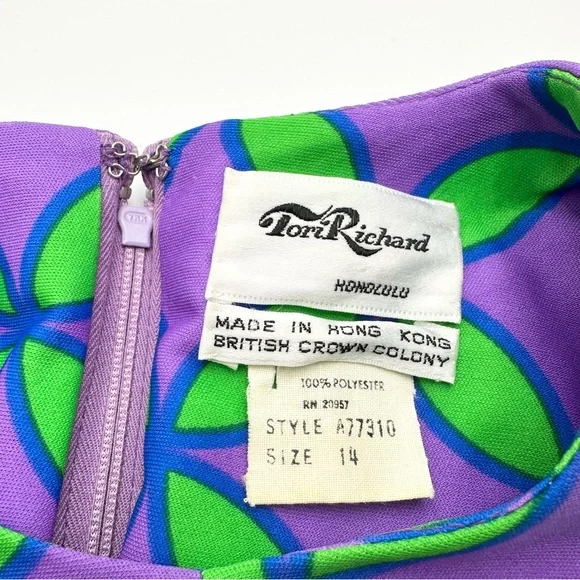 Tori Richard
HONOLULU
MADE IN HONG KONG
BRITISH CROWN COLONY
100% POLYESTER
RN 20957
STYLE A77310
SIZE 14